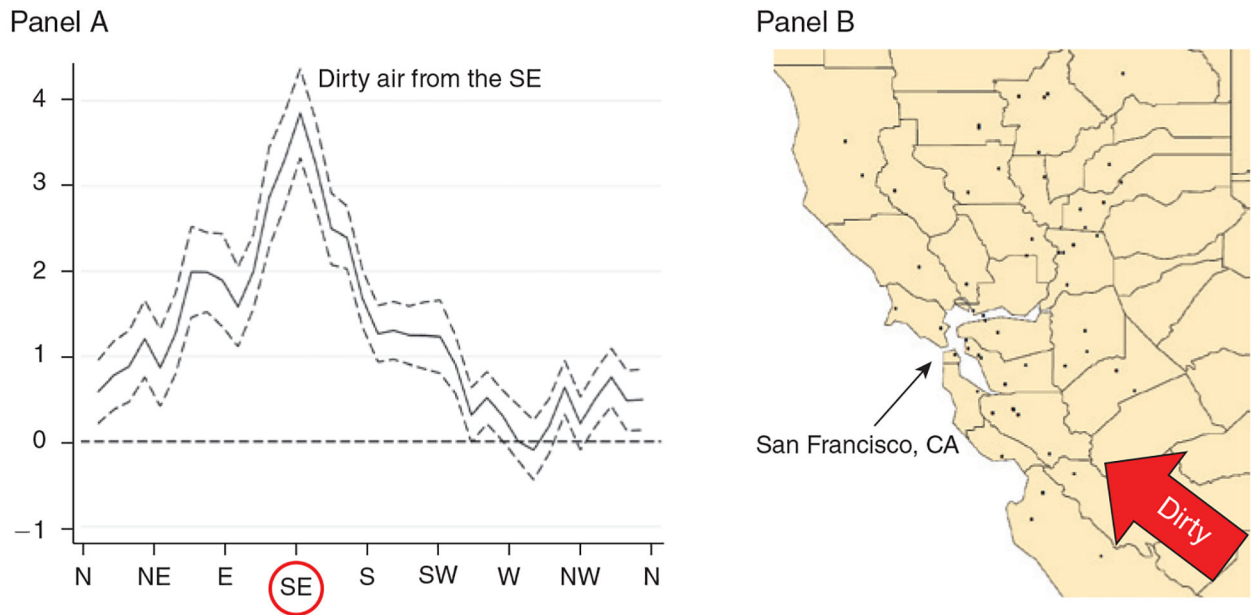 Panel A
Dirty air from the SE
4
3
2
1
0
−1
N NE E SE S SW W NW N
Panel B
San Francisco, CA
Dirty